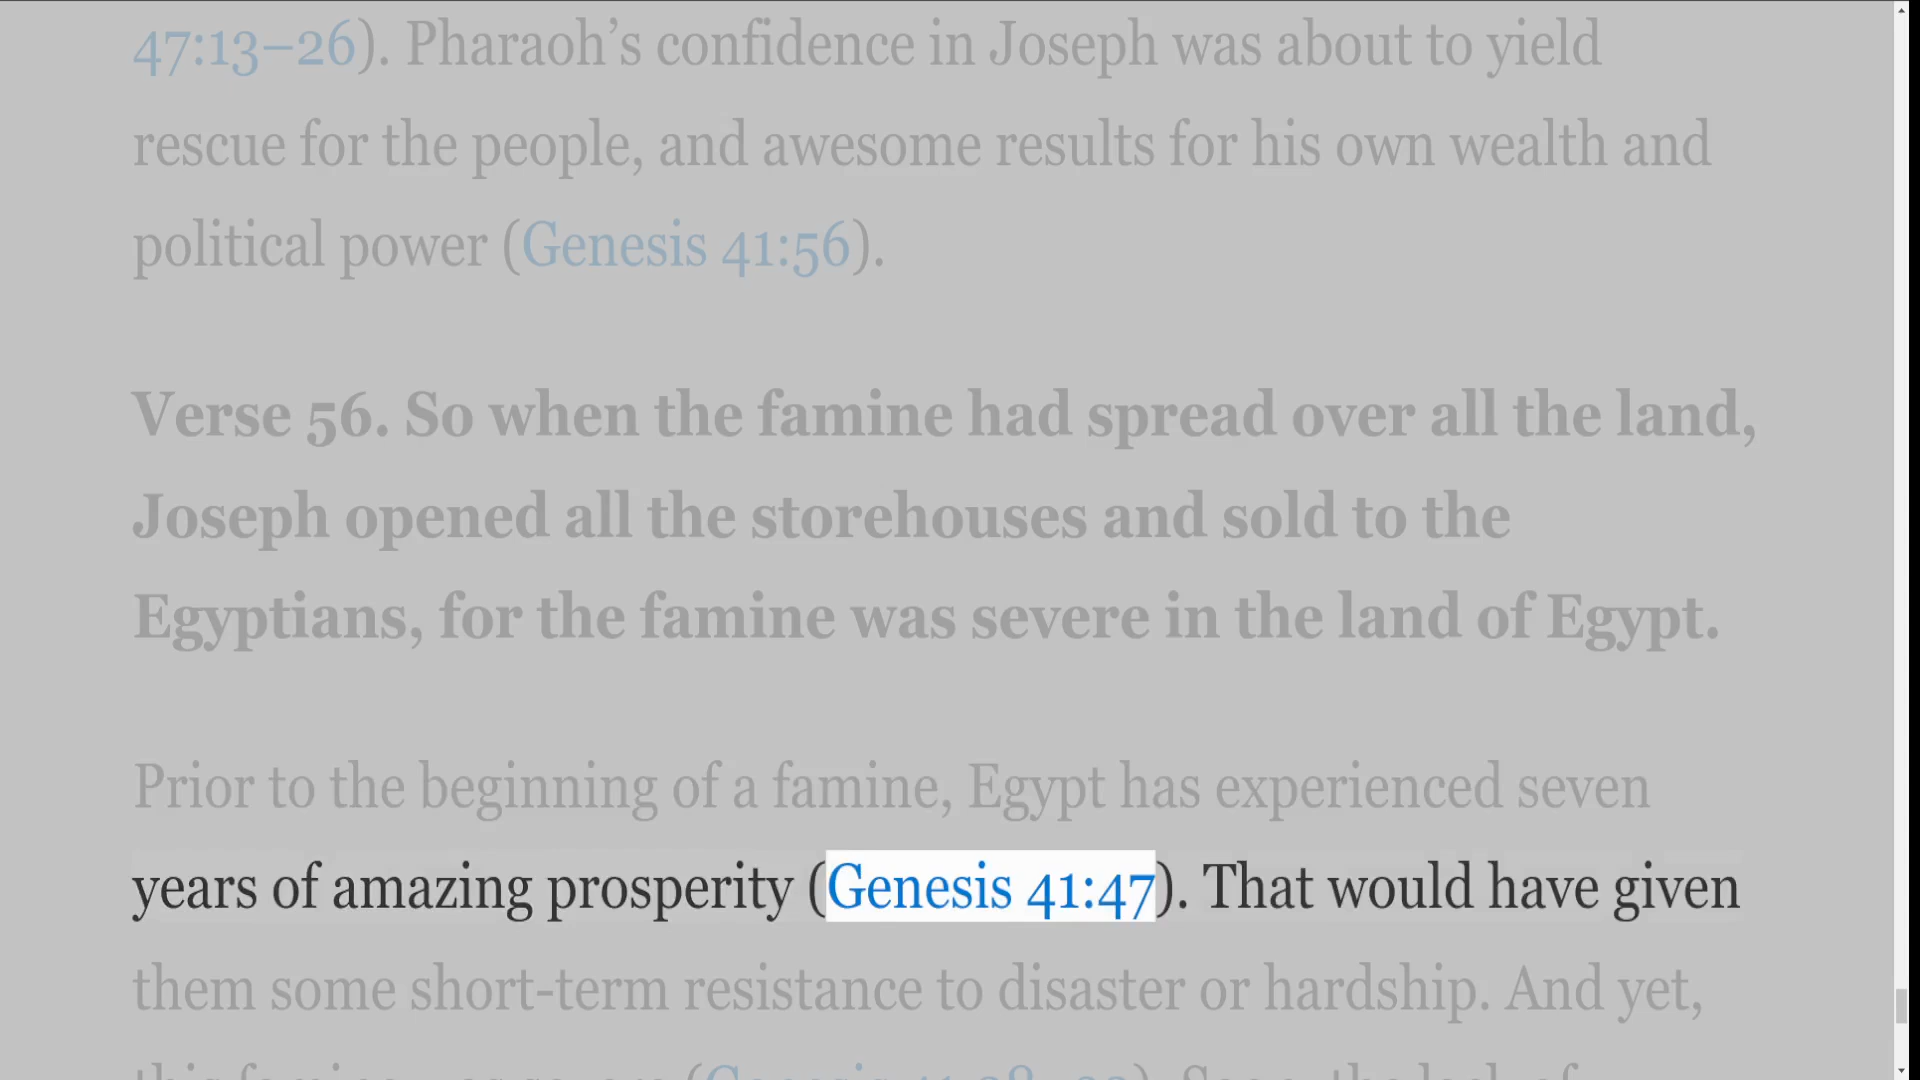 47:13–26). Pharaoh’s confidence in Joseph was about to yield
rescue for the people, and awesome results for his own wealth and
political power (Genesis 41:56).
Verse 56. So when the famine had spread over all the land,
Joseph opened all the storehouses and sold to the
Egyptians, for the famine was severe in the land of Egypt.
Prior to the beginning of a famine, Egypt has experienced seven
years of amazing prosperity (Genesis 41:47). That would have given
them some short-term resistance to disaster or hardship. And yet,